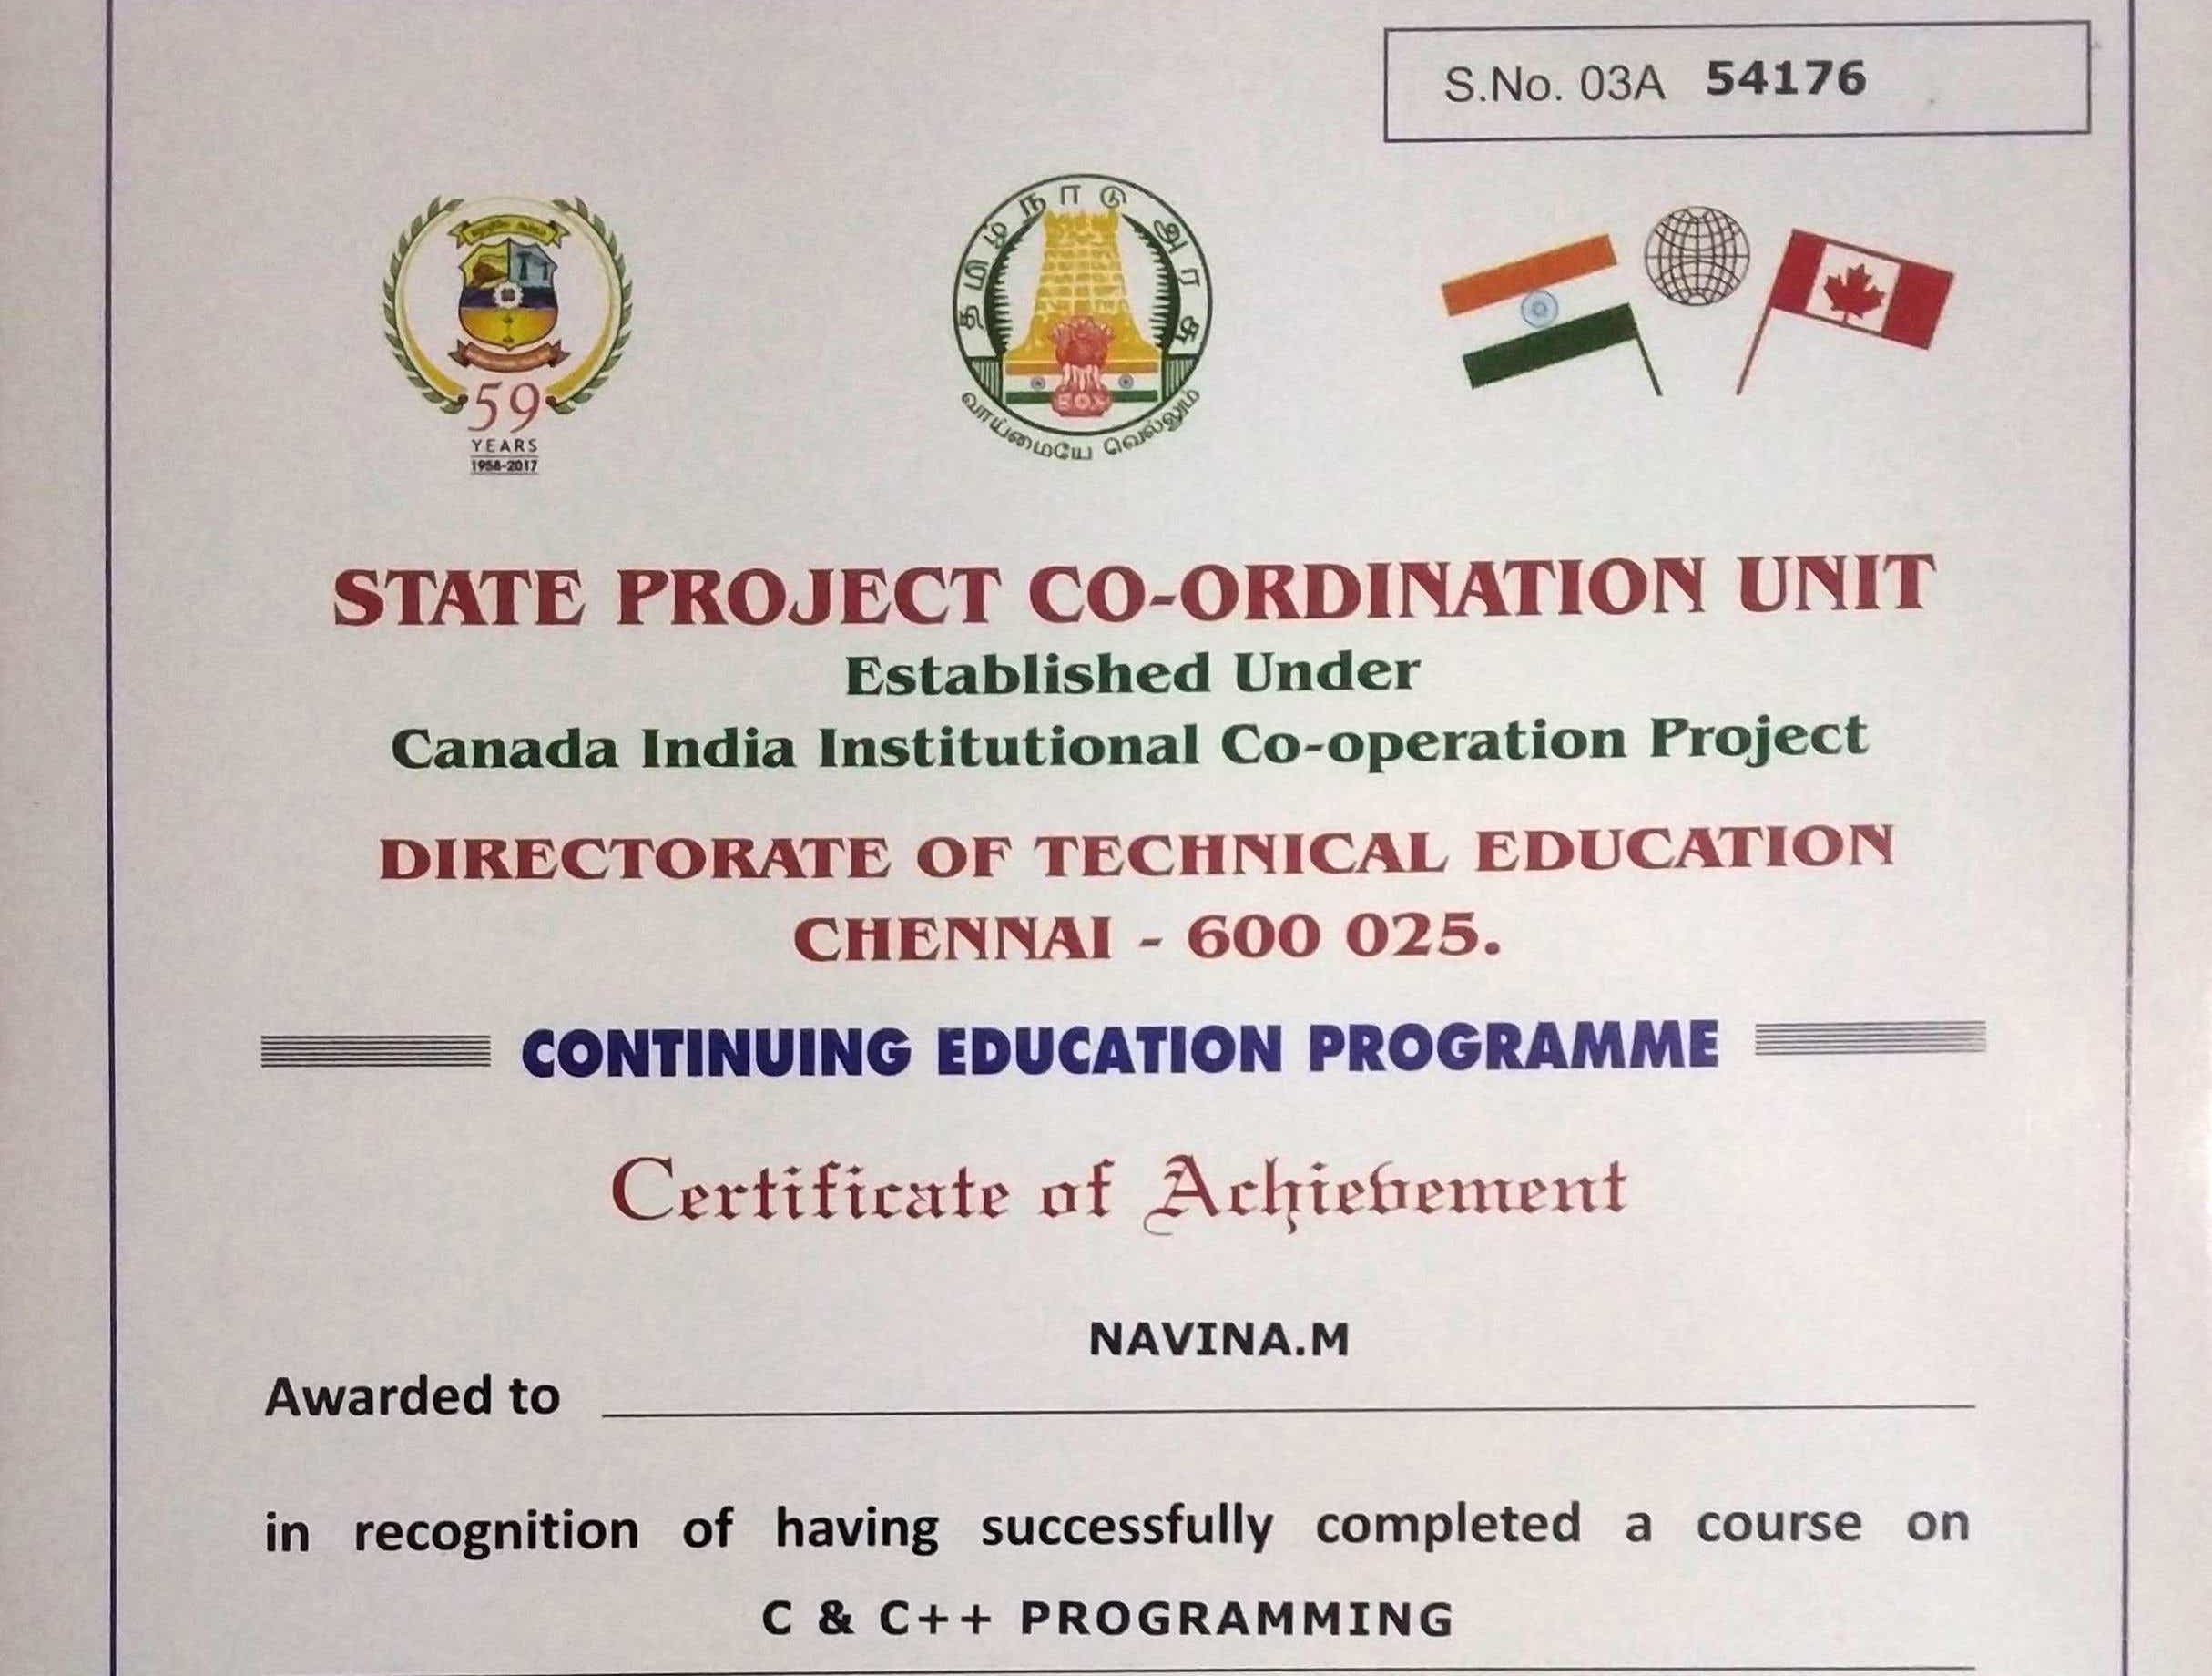 S.No. 03A 54176
தமிழ்நாடு அரசு
வாய்மையே வெல்லும்
59
YEARS
1958-2017
STATE PROJECT CO-ORDINATION UNIT
Established Under
Canada India Institutional Co-operation Project
DIRECTORATE OF TECHNICAL EDUCATION
CHENNAI - 600 025.
CONTINUING EDUCATION PROGRAMME
Certificate of Achievement
NAVINA.M
Awarded to
in recognition of having successfully completed a course on
C & C++ PROGRAMMING